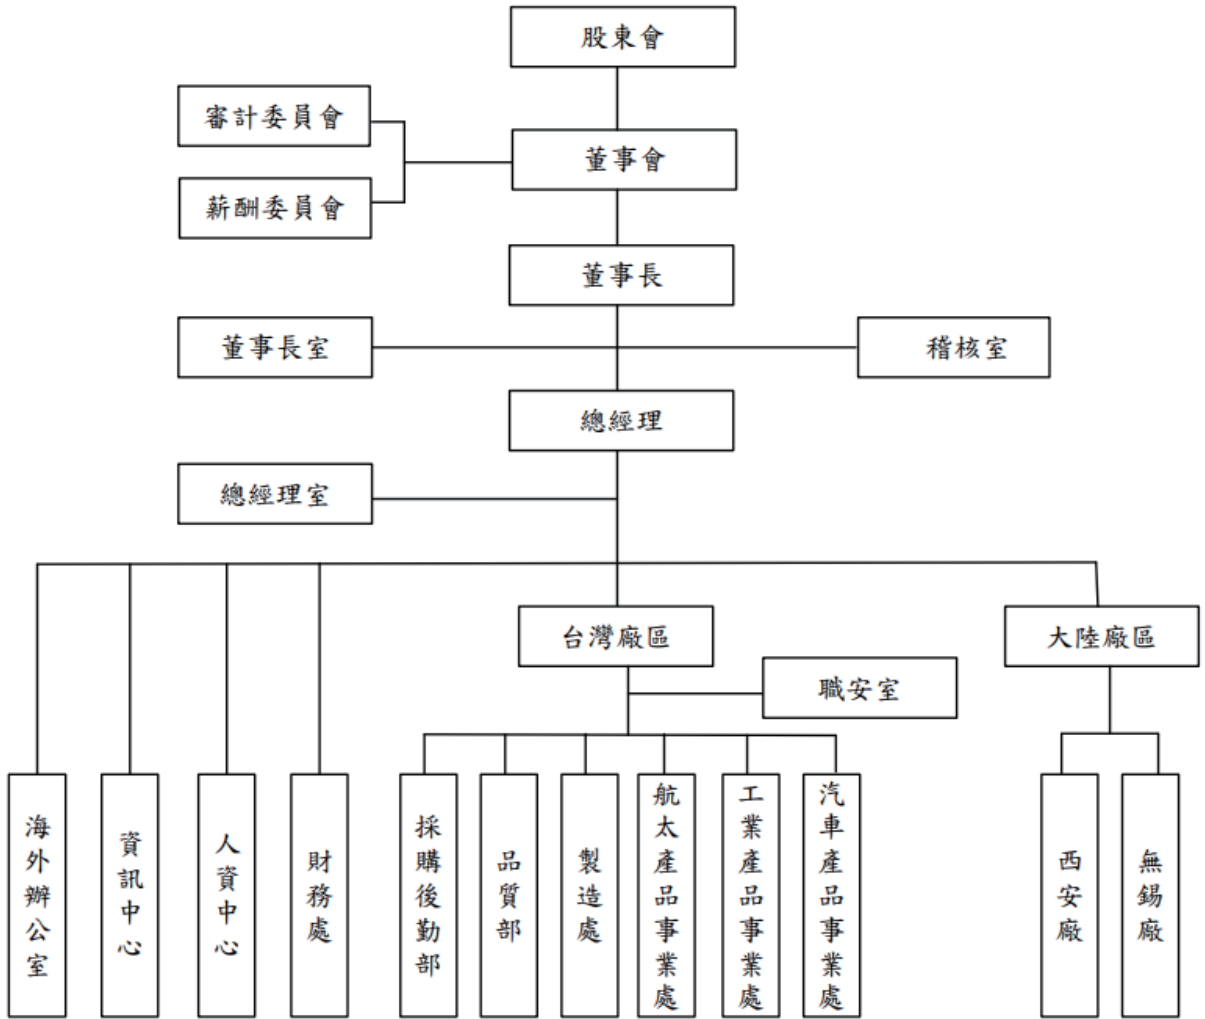 股東會
審計委員會
董事會
薪酬委員會
董事長
董事長室
稽核室
總經理
總經理室
台灣廠區
大陸廠區
職安室
海外辦公室
資訊中心
人資中心
財務處
採購後勤部
品質部
製造處
航太產品事業處
工業產品事業處
汽車產品事業處
西安廠
無錫廠